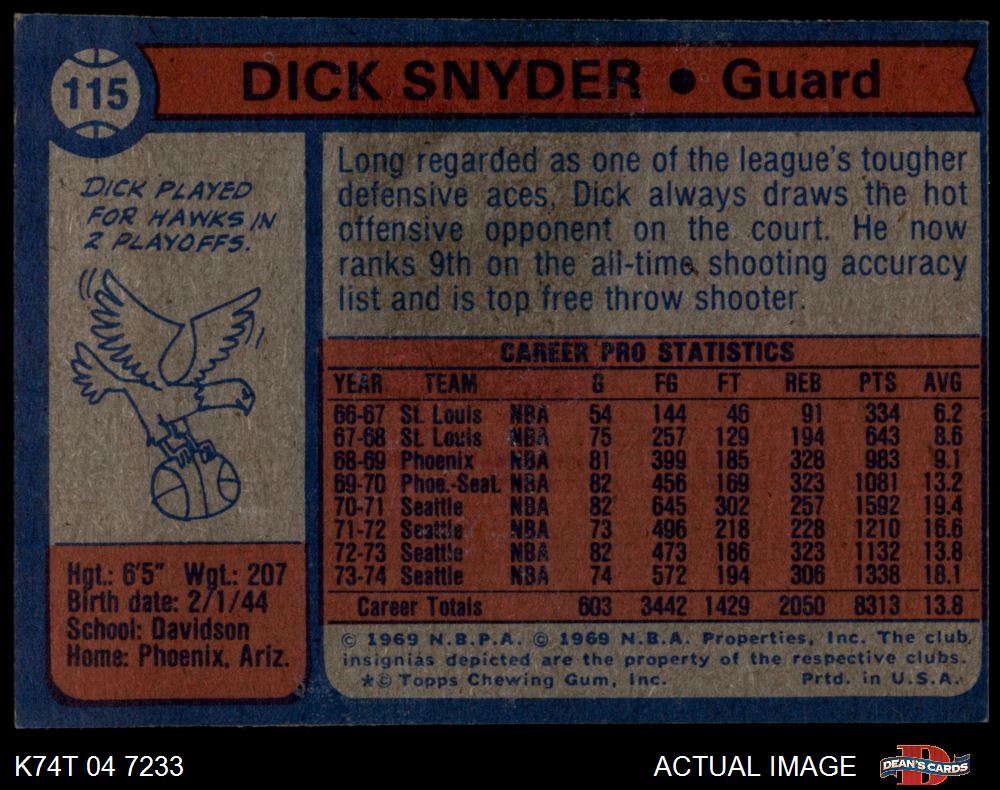 115
DICK SNYDER ● Guard
DICK PLAYED
FOR HAWKS IN
2 PLAYOFFS.
Long regarded as one of the league's tougher
defensive aces, Dick always draws the hot
offensive opponent on the court. He now
ranks 9th on the all-time shooting accuracy
list and is top free throw shooter.
CAREER PRO STATISTICS
YEAR TEAM G FG FT REB PTS AVG
66-67 St. Louis NBA 54 144 46 91 334 6.2
67-68 St. Louis NBA 75 257 129 194 643 8.6
68-69 Phoenix NBA 81 399 185 328 983 9.1
69-70 Phoe.-Seat. NBA 82 456 169 323 1081 13.2
70-71 Seattle NBA 82 645 302 257 1592 19.4
71-72 Seattle NBA 73 496 218 228 1210 16.6
72-73 Seattle NBA 82 473 186 323 1132 13.8
73-74 Seattle NBA 74 572 194 306 1338 18.1
Career Totals 603 3442 1429 2050 8313 13.8
Hgt.: 6'5" Wgt.: 207
Birth date: 2/1/44
School: Davidson
Home: Phoenix, Ariz.
© 1969 N.B.P.A. © 1969 N.B.A. Properties, Inc. The club
insignias depicted are the property of the respective clubs.
*© Topps Chewing Gum, Inc. Prtd. in U.S.A.
K74T 04 7233
ACTUAL IMAGE
D
DEAN'S CARDS